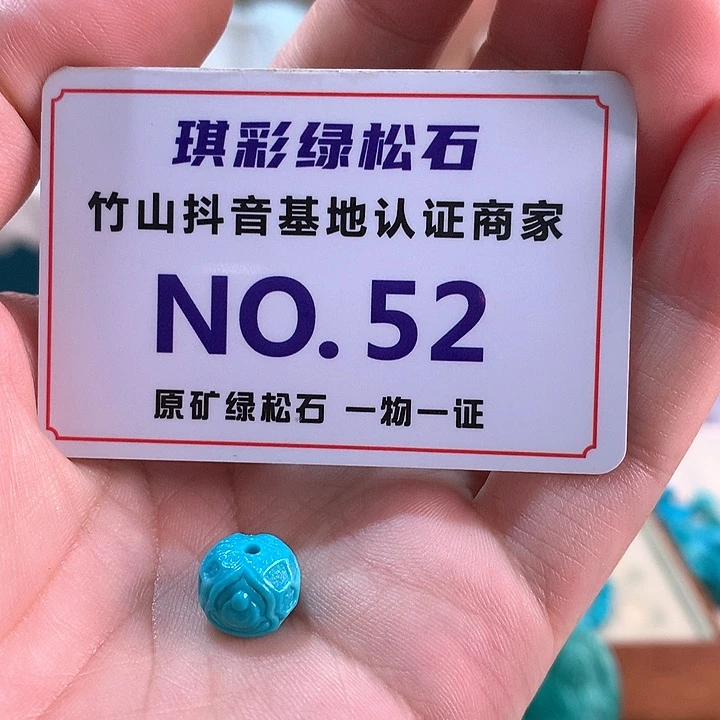 琪彩绿松石
竹山抖音基地认证商家
NO. 52
原矿绿松石 一物一证